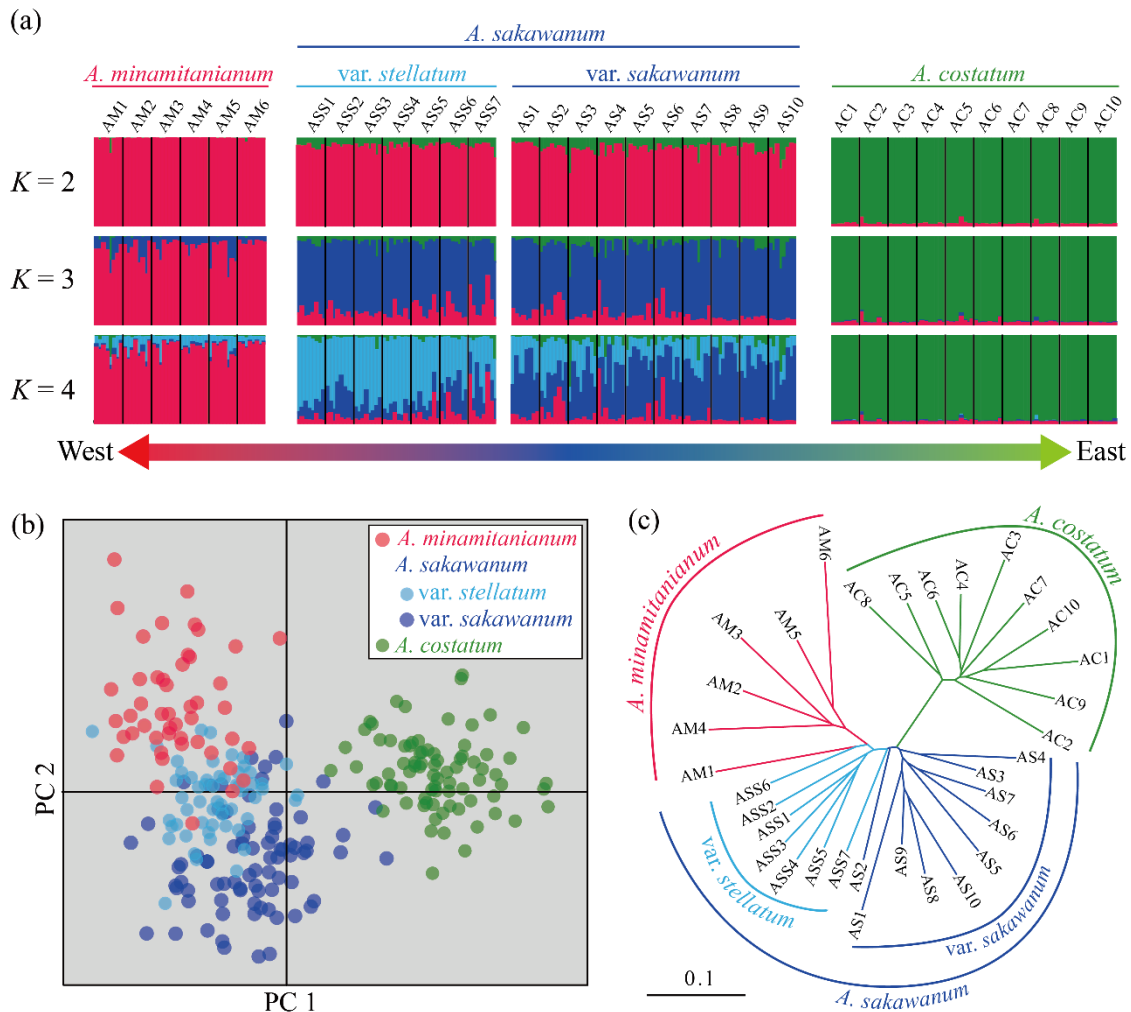 (a)
A. sakawanum
A. minamitanianum var. stellatum var. sakawanum A. costatum
AM1 AM2 AM3 AM4 AM5 AM6 ASS1 ASS2 ASS3 ASS4 ASS5 ASS6 ASS7 AS1 AS2 AS3 AS4 AS5 AS6 AS7 AS8 AS9 AS10 AC1 AC2 AC3 AC4 AC5 AC6 AC7 AC8 AC9 AC10
K = 2
K = 3
K = 4
West East
(b)
A. minamitanianum
A. sakawanum
var. stellatum
var. sakawanum
A. costatum
PC 2
PC 1
(c)
A. minamitanianum
AM6
AM5
AM3
AM2
AM4
AM1
A. costatum
AC8
AC5
AC6
AC4
AC3
AC7
AC10
AC1
AC9
AC2
AS4
AS3
AS7
AS6
AS5
AS10
AS8
AS9
AS1
AS2
ASS7
ASS5
ASS4
ASS3
ASS1
ASS2
ASS6
var. stellatum
var. sakawanum
A. sakawanum
0.1